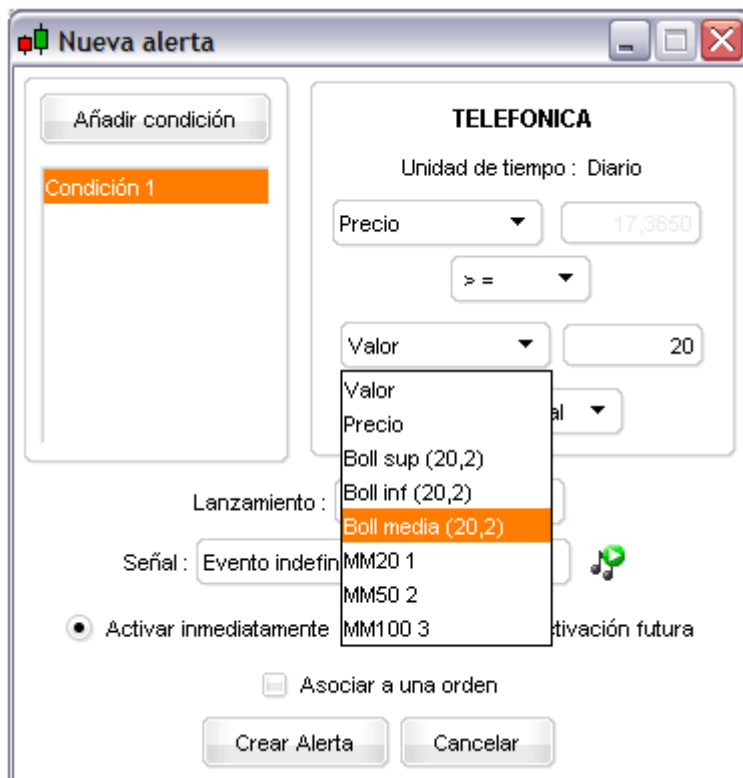 Nueva alerta
Añadir condición
Condición 1
TELEFONICA
Unidad de tiempo : Diario
Precio 17,3650
> =
Valor 20
Valor
Precio
Boll sup (20,2)
Boll inf (20,2)
Boll media (20,2)
MM20 1
MM50 2
MM100 3
Lanzamiento :
Señal : Evento
Activar inmediatamente futura
Asociar a una orden
Crear Alerta Cancelar